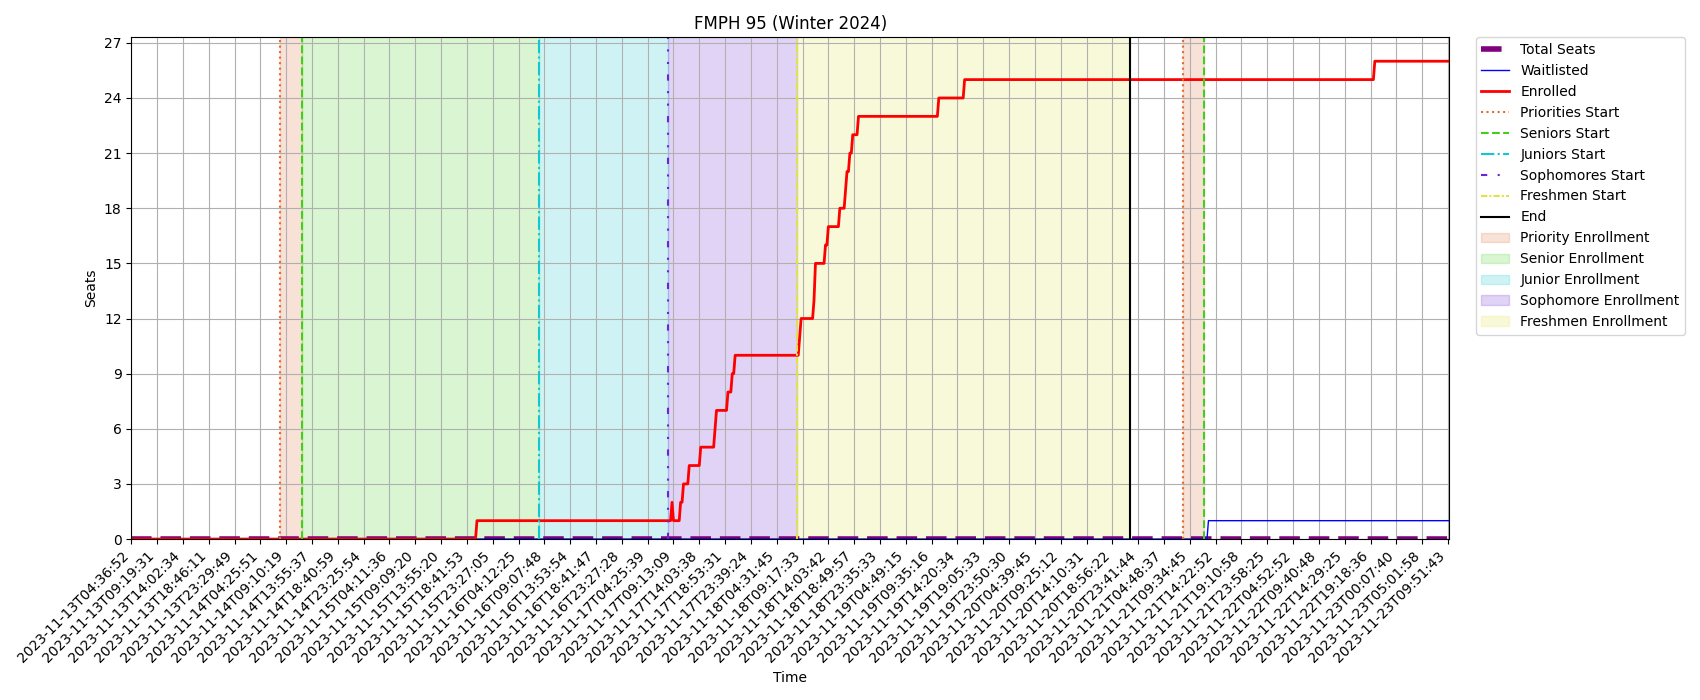 FMPH 95 (Winter 2024)
27
24
21
18
15
12
9
6
3
0
Seats
2023-11-13T04:36:52
2023-11-13T09:19:31
2023-11-13T14:02:34
2023-11-13T18:46:11
2023-11-13T23:29:49
2023-11-14T04:25:51
2023-11-14T09:10:19
2023-11-14T13:55:37
2023-11-14T18:40:59
2023-11-14T23:25:54
2023-11-15T04:11:36
2023-11-15T09:09:20
2023-11-15T13:55:20
2023-11-15T18:41:53
2023-11-15T23:27:05
2023-11-16T04:12:25
2023-11-16T09:07:48
2023-11-16T13:53:54
2023-11-16T18:41:47
2023-11-16T23:27:28
2023-11-17T04:25:39
2023-11-17T09:13:09
2023-11-17T14:03:38
2023-11-17T18:53:31
2023-11-17T23:39:24
2023-11-18T04:31:45
2023-11-18T09:17:33
2023-11-18T14:03:42
2023-11-18T18:49:57
2023-11-18T23:35:33
2023-11-19T04:49:15
2023-11-19T09:35:16
2023-11-19T14:20:34
2023-11-19T19:05:33
2023-11-19T23:50:30
2023-11-20T04:39:45
2023-11-20T09:25:12
2023-11-20T14:10:31
2023-11-20T18:56:22
2023-11-20T23:41:44
2023-11-21T04:48:37
2023-11-21T09:34:45
2023-11-21T14:22:52
2023-11-21T19:10:58
2023-11-21T23:58:25
2023-11-22T04:52:52
2023-11-22T09:40:48
2023-11-22T14:29:25
2023-11-22T19:18:36
2023-11-23T00:07:40
2023-11-23T05:01:58
2023-11-23T09:51:43
Time
Total Seats
Waitlisted
Enrolled
Priorities Start
Seniors Start
Juniors Start
Sophomores Start
Freshmen Start
End
Priority Enrollment
Senior Enrollment
Junior Enrollment
Sophomore Enrollment
Freshmen Enrollment